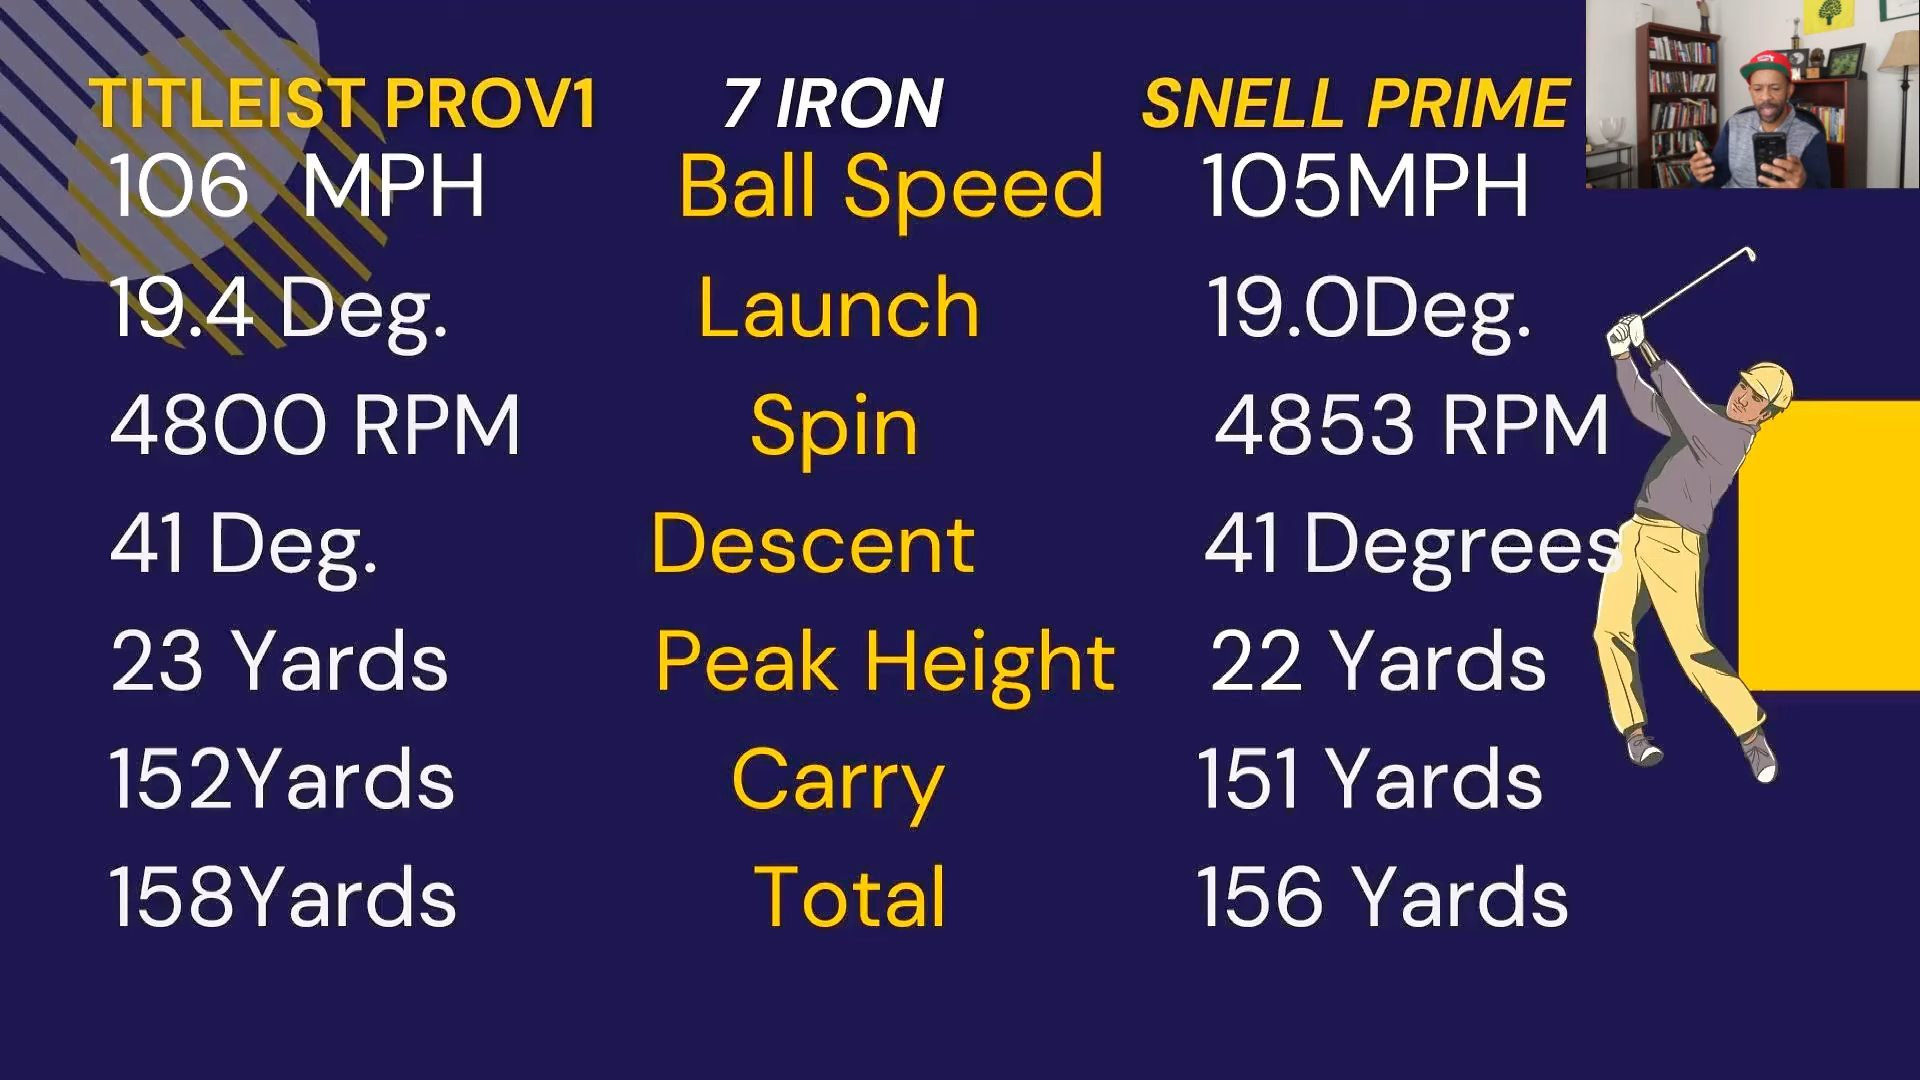 TITLEIST PROV1 7 IRON SNELL PRIME
106 MPH Ball Speed 105MPH
19.4 Deg. Launch 19.0Deg.
4800 RPM Spin 4853 RPM
41 Deg. Descent 41 Degrees
23 Yards Peak Height 22 Yards
152Yards Carry 151 Yards
158Yards Total 156 Yards